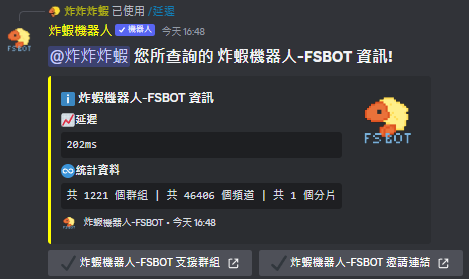 炸炸炸蝦 已使用 /延遲
炸蝦機器人 ✓ 機器人 今天 16:48
@炸炸炸蝦 您所查詢的 炸蝦機器人-FSBOT 資訊!
炸蝦機器人-FSBOT 資訊
延遲
202ms
統計資料
共 1221 個群組 | 共 46406 個頻道 | 共 1 個分片
炸蝦機器人-FSBOT • 今天 16:48
FSBOT
FSBOT
炸蝦機器人-FSBOT 支援群組
炸蝦機器人-FSBOT 邀請連結